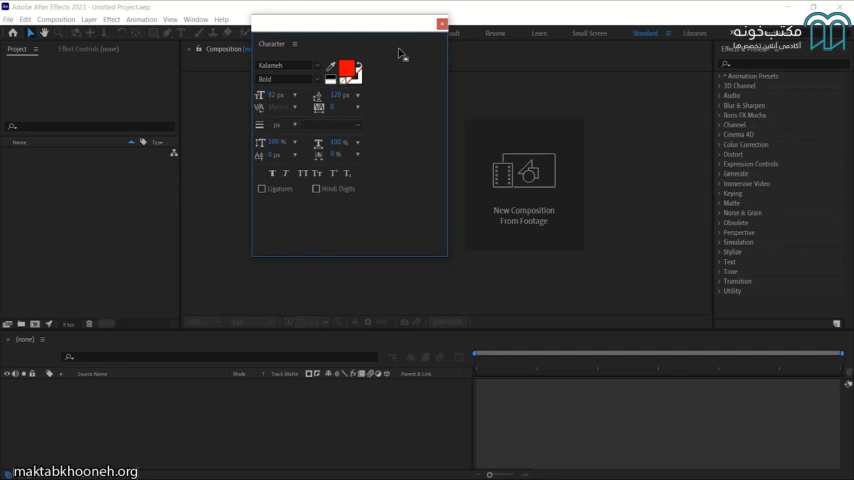 Adobe After Effects 2023 - Untitled Project.aep
File Edit Composition Layer Effect Animation View Window Help
Default Review Learn Small Screen Standard
مکتب‌خونه
آکادمی آنلاین تخصص‌ها
Project
Effect Controls (none)
Composition
Effects & Presets
Character
Kalameh
Bold
82 px
120 px
Metrics
0
- px
100 %
100 %
0 px
0 %
Ligatures
Hindi Digits
New Composition
From Footage
Name
Type
* Animation Presets
3D Channel
Audio
Blur & Sharpen
Boris FX Mocha
Channel
Cinema 4D
Color Correction
Distort
Expression Controls
Generate
Immersive Video
Keying
Matte
Noise & Grain
Obsolete
Perspective
Simulation
Stylize
Text
Time
Transition
Utility
8 bpc
(none)
# Source Name
Mode
T
Track Matte
Parent & Link
maktabkhooneh.org